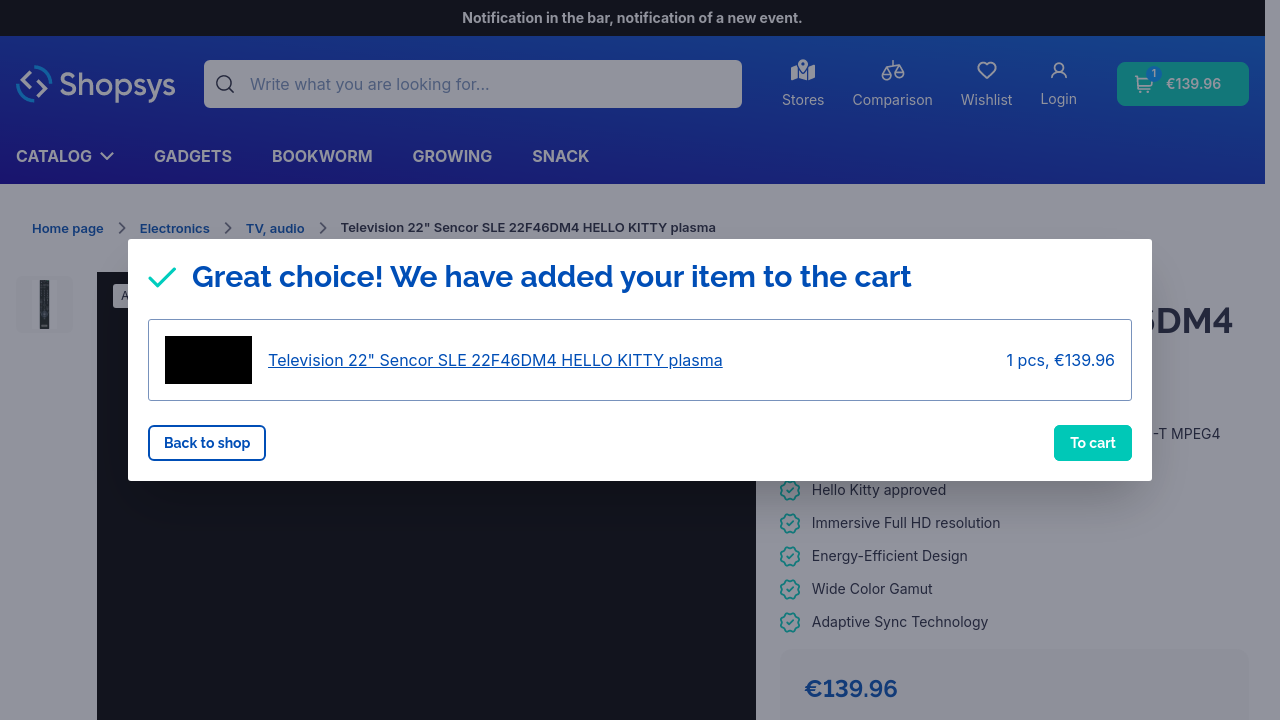 Notification in the bar, notification of a new event.
Shopsys
Write what you are looking for...
Stores
Comparison
Wishlist
Login
1
€139.96
CATALOG
GADGETS
BOOKWORM
GROWING
SNACK
Home page
Electronics
TV, audio
Television 22" Sencor SLE 22F46DM4 HELLO KITTY plasma
Great choice! We have added your item to the cart
Television 22" Sencor SLE 22F46DM4 HELLO KITTY plasma
1 pcs, €139.96
Back to shop
To cart
DM4
-T MPEG4
Hello Kitty approved
Immersive Full HD resolution
Energy-Efficient Design
Wide Color Gamut
Adaptive Sync Technology
€139.96